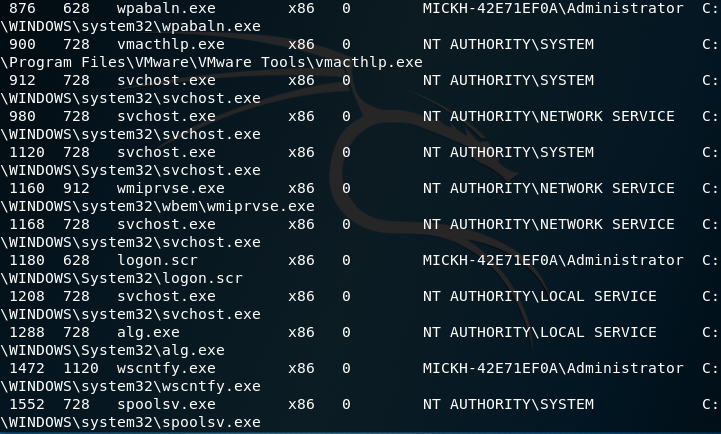 876   628   wpabaln.exe        x86   0        MICKH-42E71EF0A\Administrator  C:
\WINDOWS\system32\wpabaln.exe
900   728   vmacthlp.exe       x86   0        NT AUTHORITY\SYSTEM            C:
\Program Files\VMware\VMware Tools\vmacthlp.exe
912   728   svchost.exe        x86   0        NT AUTHORITY\SYSTEM            C:
\WINDOWS\system32\svchost.exe
980   728   svchost.exe        x86   0        NT AUTHORITY\NETWORK SERVICE   C:
\WINDOWS\system32\svchost.exe
1120  728   svchost.exe        x86   0        NT AUTHORITY\SYSTEM            C:
\WINDOWS\System32\svchost.exe
1160  912   wmiprvse.exe       x86   0        NT AUTHORITY\NETWORK SERVICE   C:
\WINDOWS\system32\wbem\wmiprvse.exe
1168  728   svchost.exe        x86   0        NT AUTHORITY\NETWORK SERVICE   C:
\WINDOWS\system32\svchost.exe
1180  628   logon.scr          x86   0        MICKH-42E71EF0A\Administrator  C:
\WINDOWS\System32\logon.scr
1208  728   svchost.exe        x86   0        NT AUTHORITY\LOCAL SERVICE     C:
\WINDOWS\system32\svchost.exe
1288  728   alg.exe            x86   0        NT AUTHORITY\LOCAL SERVICE     C:
\WINDOWS\System32\alg.exe
1472  1120  wscntfy.exe        x86   0        MICKH-42E71EF0A\Administrator  C:
\WINDOWS\system32\wscntfy.exe
1552  728   spoolsv.exe        x86   0        NT AUTHORITY\SYSTEM            C:
\WINDOWS\system32\spoolsv.exe